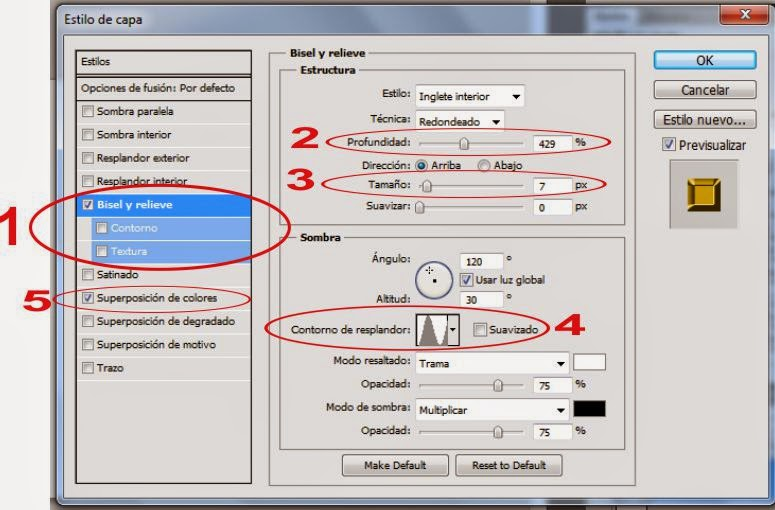 Estilo de capa
Estilos
Opciones de fusión: Por defecto
Sombra paralela
Sombra interior
Resplandor exterior
Resplandor interior
1
Bisel y relieve
Contorno
Textura
Satinado
5
Superposición de colores
Superposición de degradado
Superposición de motivo
Trazo
Bisel y relieve
Estructura
Estilo: Inglete interior
Técnica: Redondeado
2 Profundidad: 429 %
Dirección: Arriba Abajo
3 Tamaño: 7 px
Suavizar: 0 px
Sombra
Ángulo: 120 °
Usar luz global
Altitud: 30 °
Contorno de resplandor: Suavizado 4
Modo resaltado: Trama
Opacidad: 75 %
Modo de sombra: Multiplicar
Opacidad: 75 %
Make Default Reset to Default
OK
Cancelar
Estilo nuevo...
Previsualizar